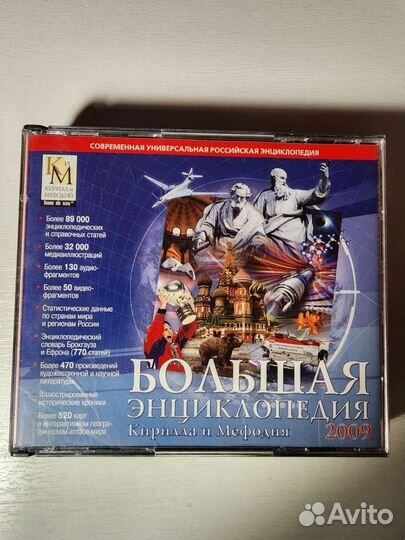 СОВРЕМЕННАЯ УНИВЕРСАЛЬНАЯ РОССИЙСКАЯ ЭНЦИКЛОПЕДИЯ
К и М
КИРИЛЛ И
МЕФОДИЙ
Более 89 000
энциклопедических
и справочных статей
Более 32 000
медиаиллюстраций
Более 130 аудио-
фрагментов
Более 50 видео-
фрагментов
Статистические данные
по странам мира
и регионам России
Энциклопедический
словарь Брокгауза
и Ефрона (770 статей)
Более 470 произведений
художественной и научной
литературы
Иллюстрированные
исторические хроники
Более 520 карт
в интерактивном геогра-
фическом атласе мира
БОЛЬШАЯ
ЭНЦИКЛОПЕДИЯ
Кирилла и Мефодия 2009
Avito